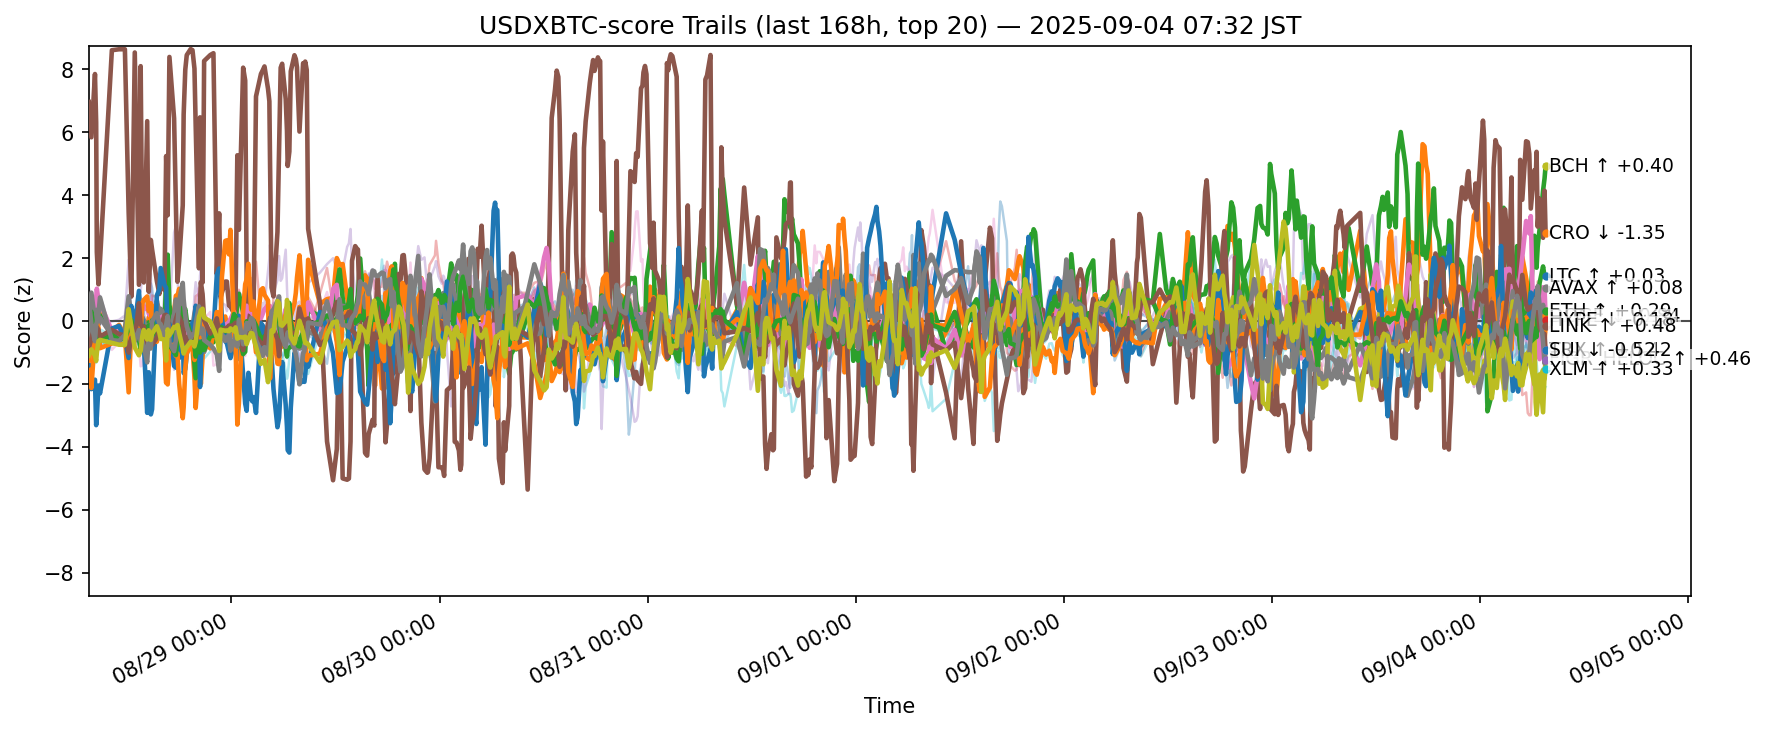 USDXBTC-score Trails (last 168h, top 20) — 2025-09-04 07:32 JST
Score (z)
8
6
4
2
0
−2
−4
−6
−8
BCH ↑ +0.40
CRO ↓ -1.35
LTC ↑ +0.03
AVAX ↑ +0.08
ETH ↑ +0.29
LINK ↑ +0.48
SUI ↓
↑ +0.46
XLM ↑ +0.33
08/29 00:00
08/30 00:00
08/31 00:00
09/01 00:00
09/02 00:00
09/03 00:00
09/04 00:00
09/05 00:00
Time